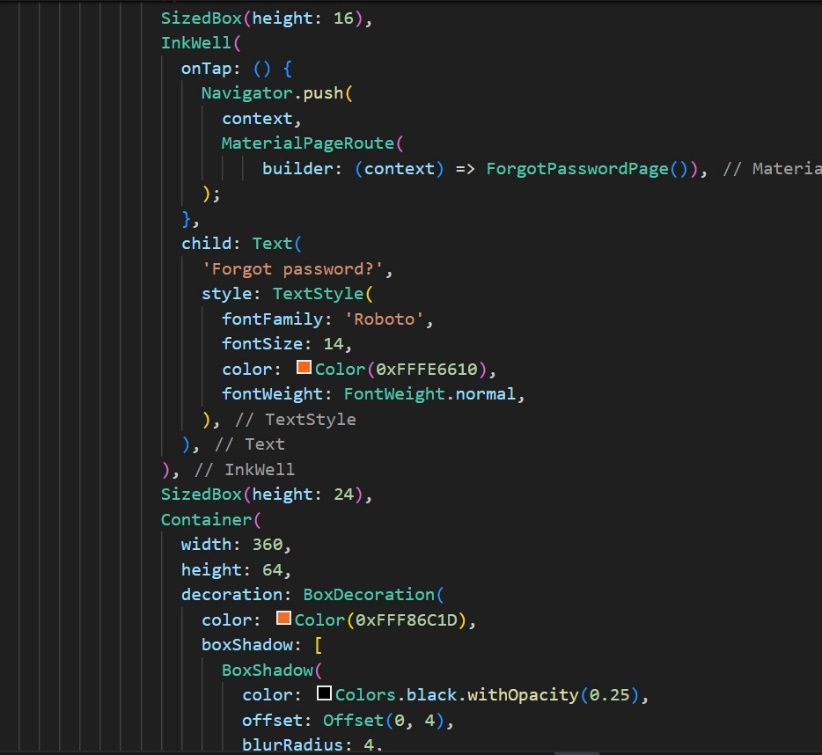 SizedBox(height: 16),
InkWell(
onTap: () {
Navigator.push(
context,
MaterialPageRoute(
builder: (context) => ForgotPasswordPage()), // Materia
);
},
child: Text(
'Forgot password?',
style: TextStyle(
fontFamily: 'Roboto',
fontSize: 14,
color: Color(0xFFFE6610),
fontWeight: FontWeight.normal,
), // TextStyle
), // Text
), // InkWell
SizedBox(height: 24),
Container(
width: 360,
height: 64,
decoration: BoxDecoration(
color: Color(0xFFF86C1D),
boxShadow: [
BoxShadow(
color: Colors.black.withOpacity(0.25),
offset: Offset(0, 4),
blurRadius: 4,